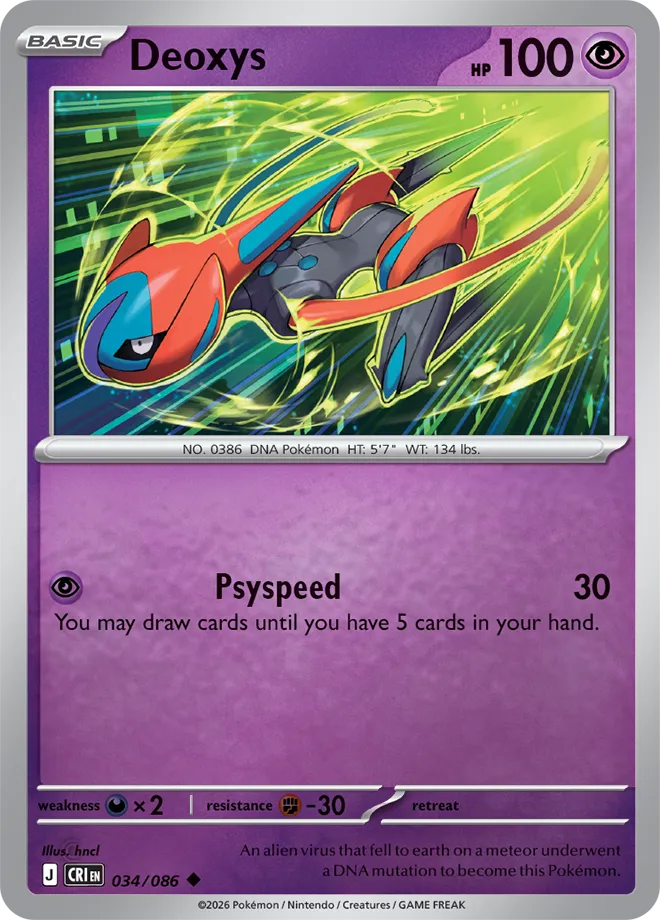 BASIC
Deoxys
HP 100
NO. 0386 DNA Pokémon HT: 5'7" WT: 134 lbs.
Psyspeed 30
You may draw cards until you have 5 cards in your hand.
weakness ×2 resistance -30 retreat
Illus. hncl
An alien virus that fell to earth on a meteor underwent
a DNA mutation to become this Pokémon.
J CRI EN 034/086
©2026 Pokémon / Nintendo / Creatures / GAME FREAK